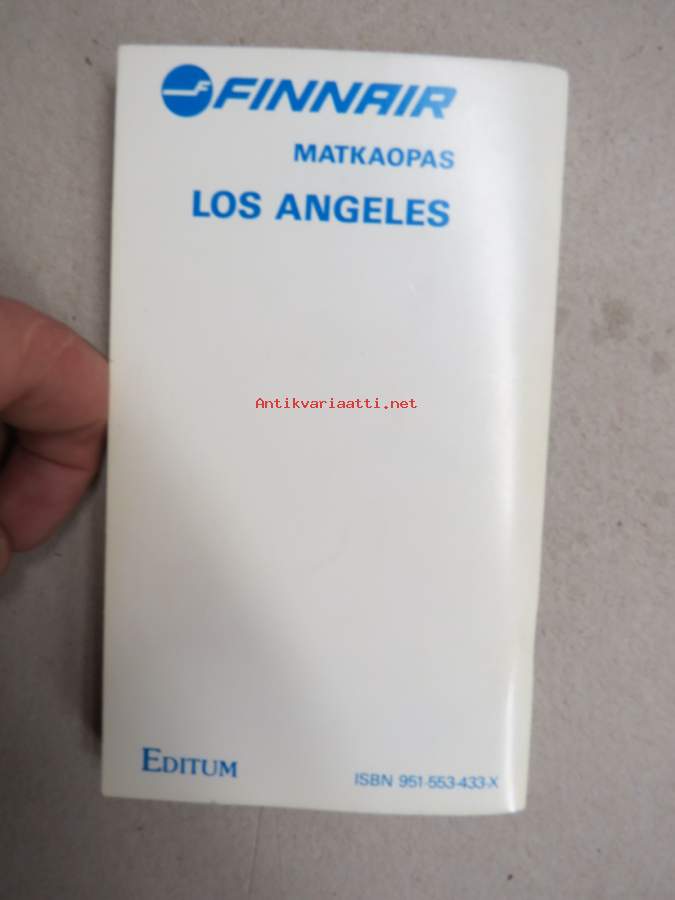 FINNAIR
MATKAOPAS
LOS ANGELES
Antikvariaatti.net
EDITUM
ISBN 951-553-433-X